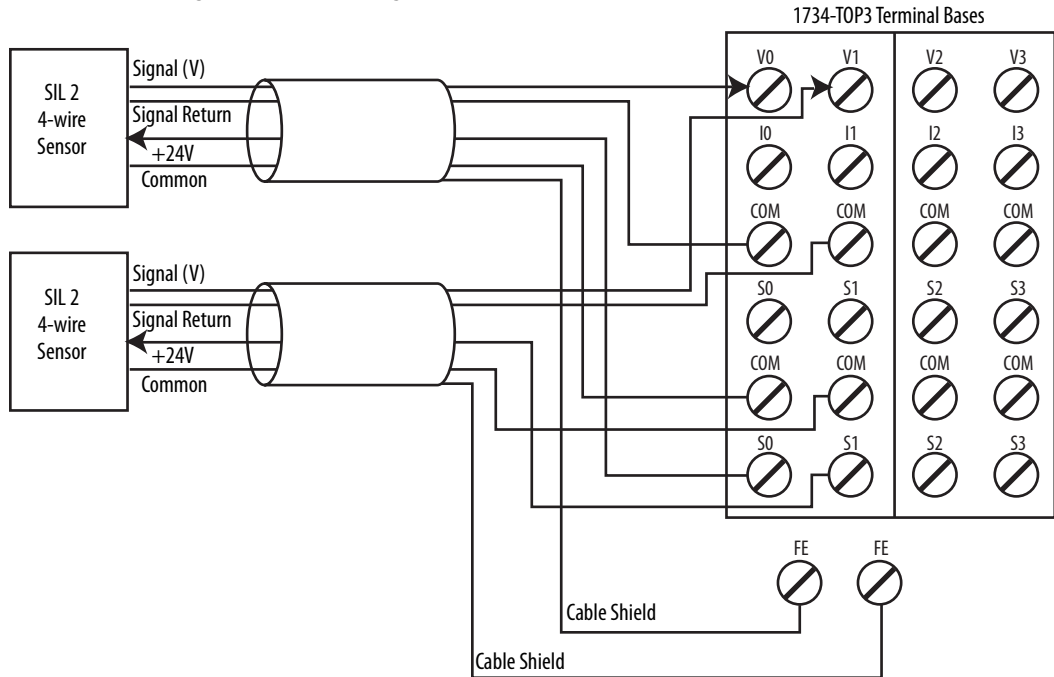 1734-TOP3 Terminal Bases
SIL 2
4-wire
Sensor
Signal (V)
Signal Return
+24V
Common
SIL 2
4-wire
Sensor
Signal (V)
Signal Return
+24V
Common
V0 V1 V2 V3
I0 I1 I2 I3
COM COM COM COM
S0 S1 S2 S3
COM COM COM COM
S0 S1 S2 S3
FE FE
Cable Shield
Cable Shield